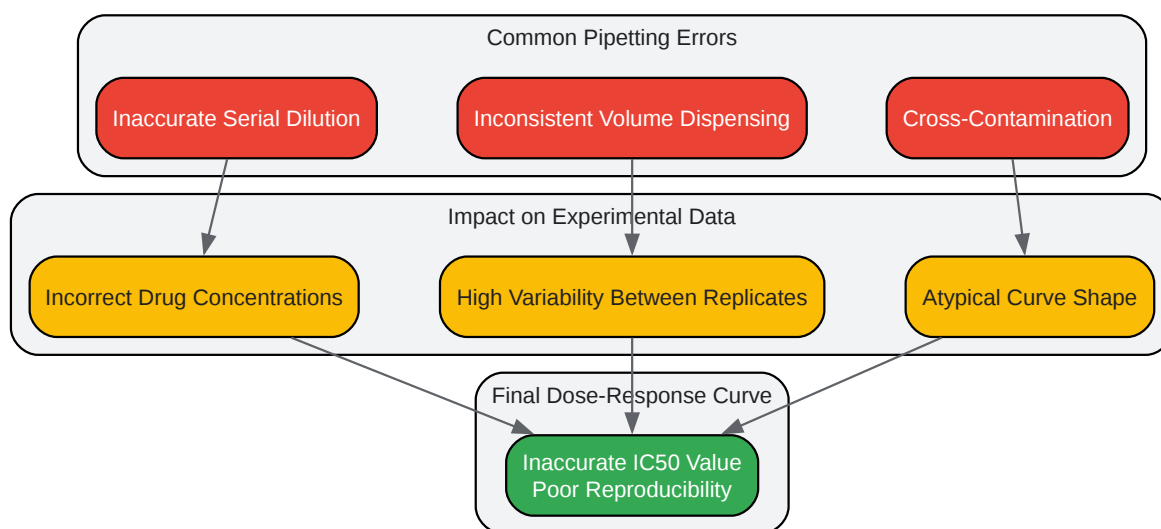 Common Pipetting Errors
Inaccurate Serial Dilution
Inconsistent Volume Dispensing
Cross-Contamination
Impact on Experimental Data
Incorrect Drug Concentrations
High Variability Between Replicates
Atypical Curve Shape
Final Dose-Response Curve
Inaccurate IC50 Value
Poor Reproducibility